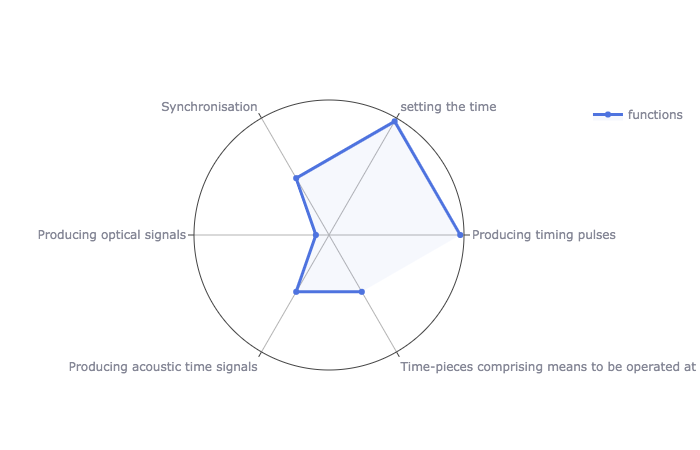 Synchronisation
setting the time
functions
Producing optical signals
Producing timing pulses
Producing acoustic time signals
Time-pieces comprising means to be operated at